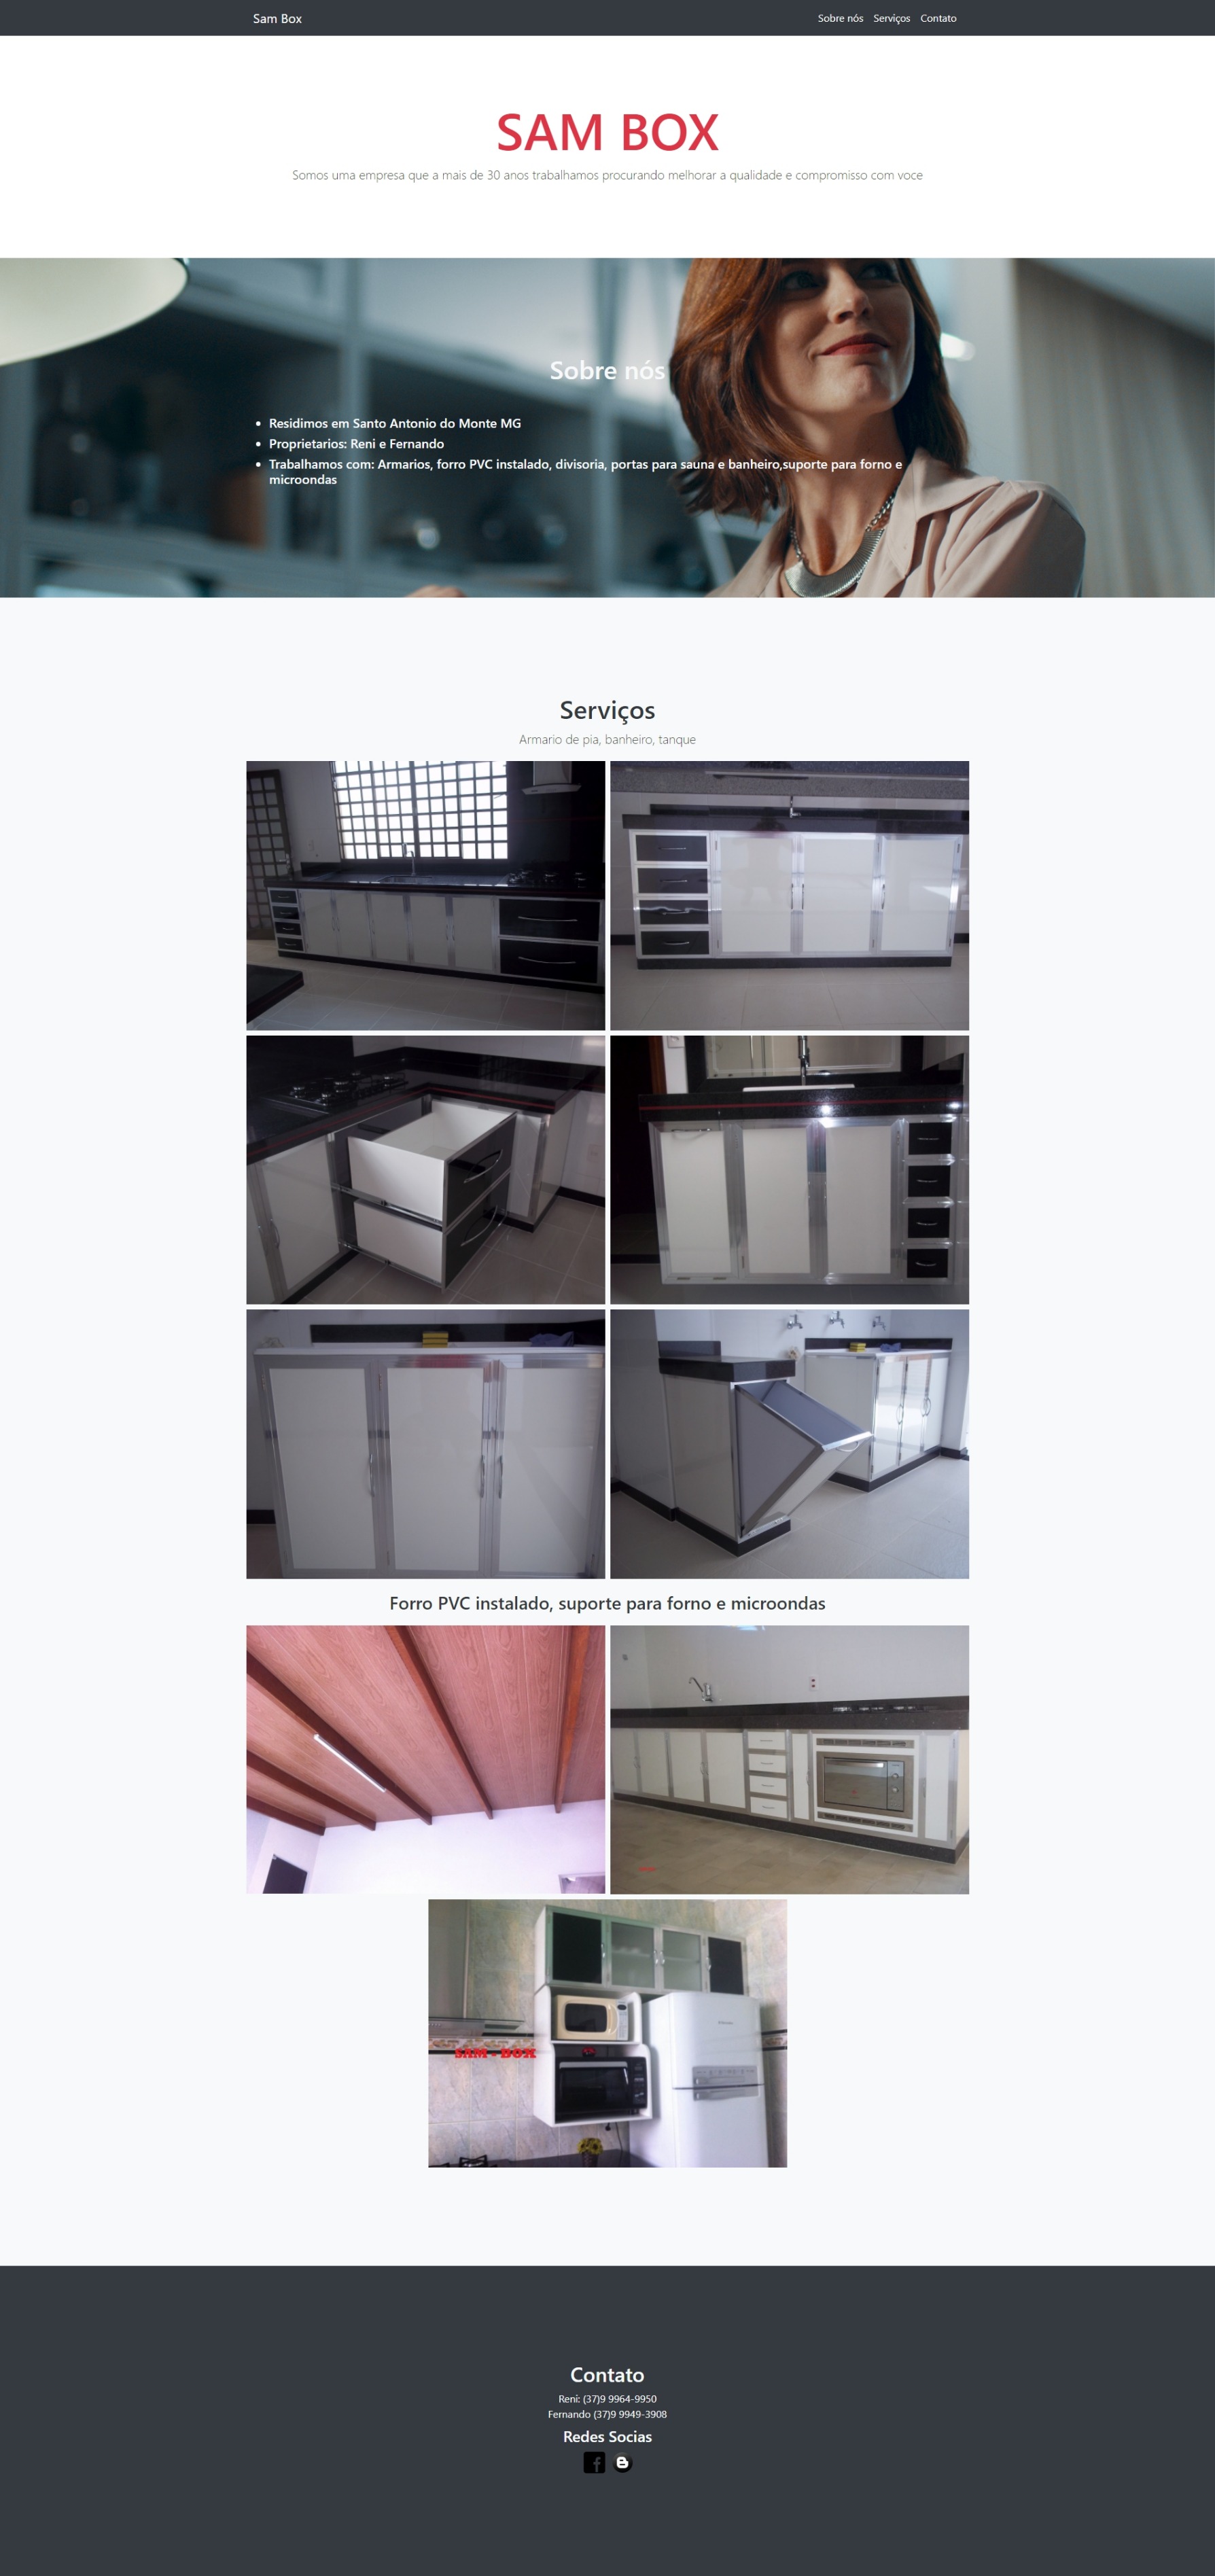 Sam Box
Sobre nós Serviços Contato
SAM BOX
Somos uma empresa que a mais de 30 anos trabalhamos procurando melhorar a qualidade e compromisso com voce
Sobre nós
Residimos em Santo Antonio do Monte MG
Proprietarios: Reni e Fernando
Trabalhamos com: Armarios, forro PVC instalado, divisoria, portas para sauna e banheiro,suporte para forno e
microondas
Serviços
Armario de pia, banheiro, tanque
Forro PVC instalado, suporte para forno e microondas
SAM - BOX
Contato
Reni: (37)9 9964-9950
Fernando (37)9 9949-3908
Redes Socias